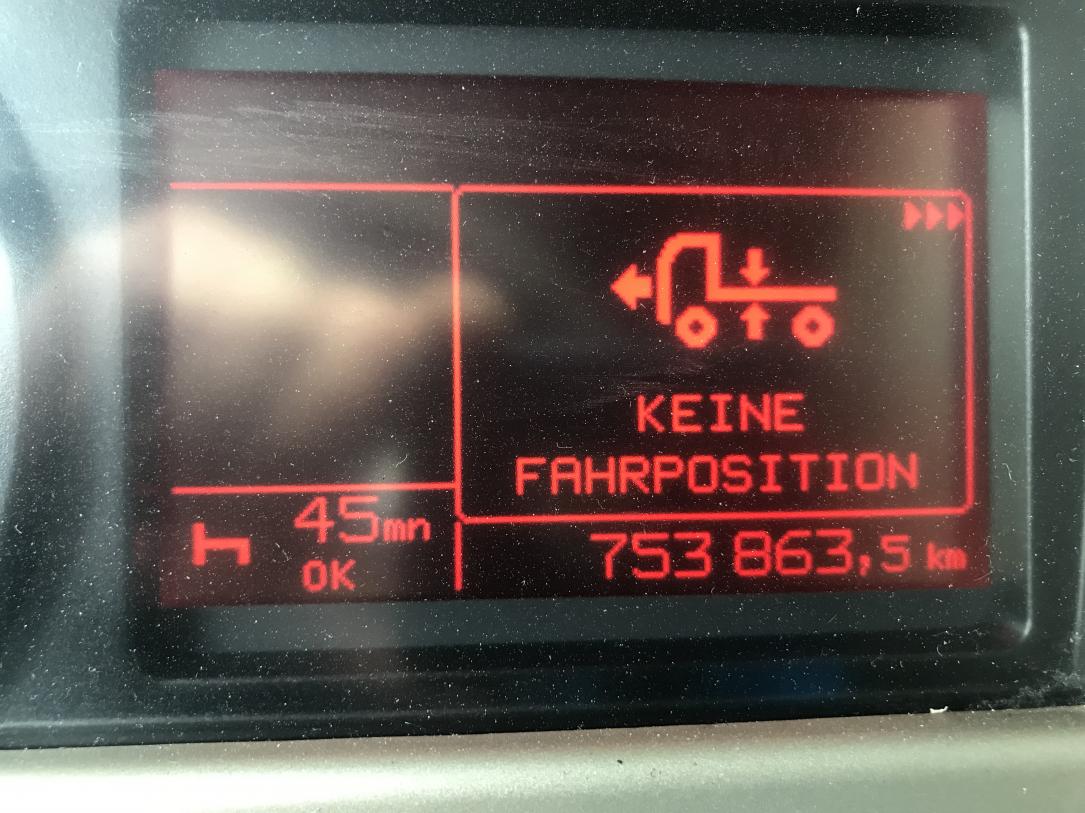 KEINE
FAHRPOSITION
45mn
OK
753 863,5 km